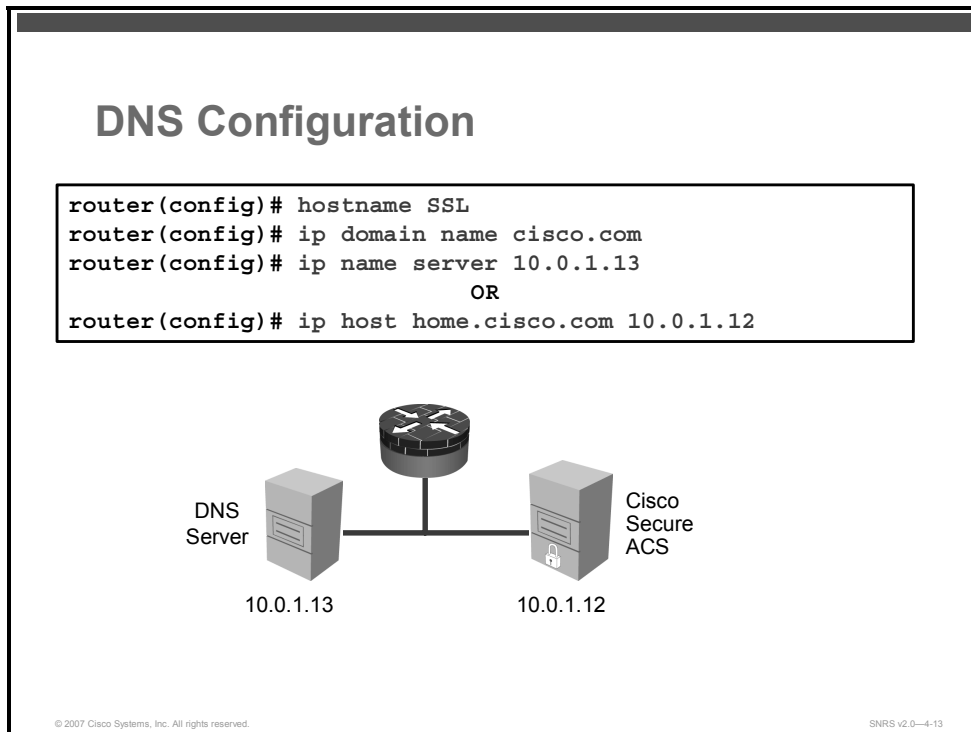 DNS Configuration
router(config)# hostname SSL
router(config)# ip domain name cisco.com
router(config)# ip name server 10.0.1.13
OR
router(config)# ip host home.cisco.com 10.0.1.12
DNS
Server
Cisco
Secure
ACS
10.0.1.13
10.0.1.12
© 2007 Cisco Systems, Inc. All rights reserved.
SNRS v2.0—4-13